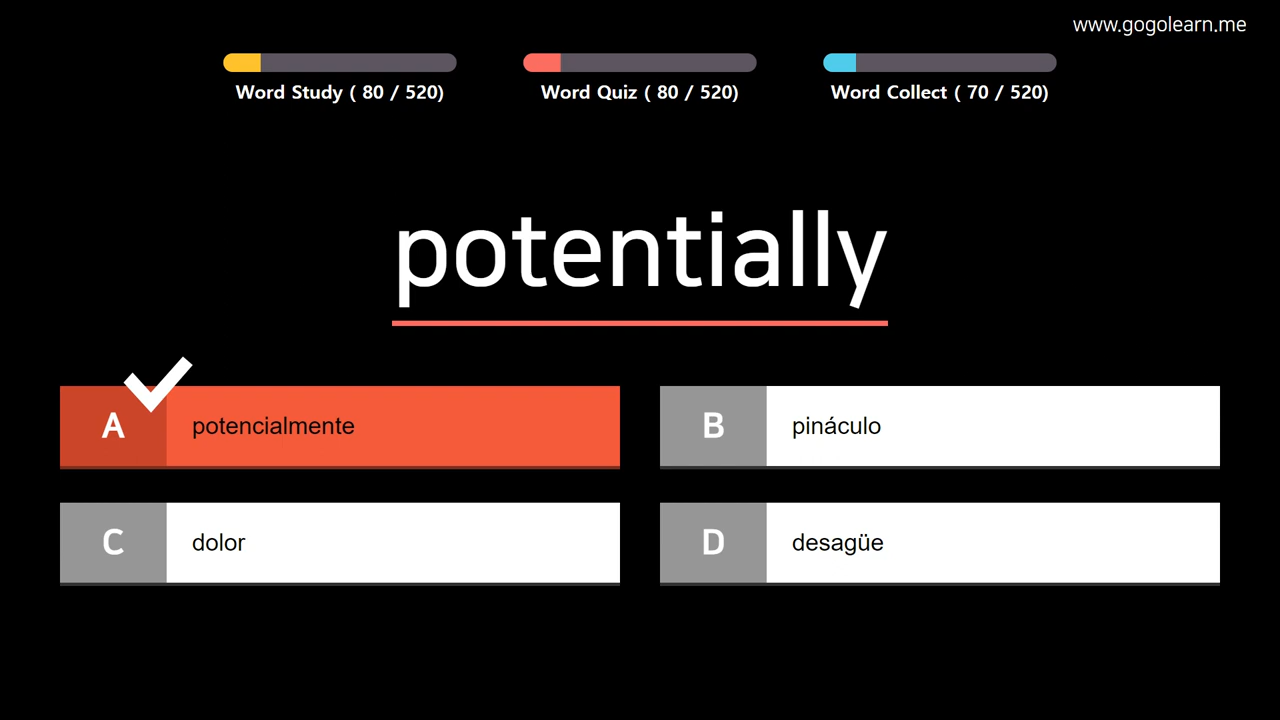 www.gogolearn.me
Word Study ( 80 / 520)
Word Quiz ( 80 / 520)
Word Collect ( 70 / 520)
potentially
A potencialmente
B pináculo
C dolor
D desagüe